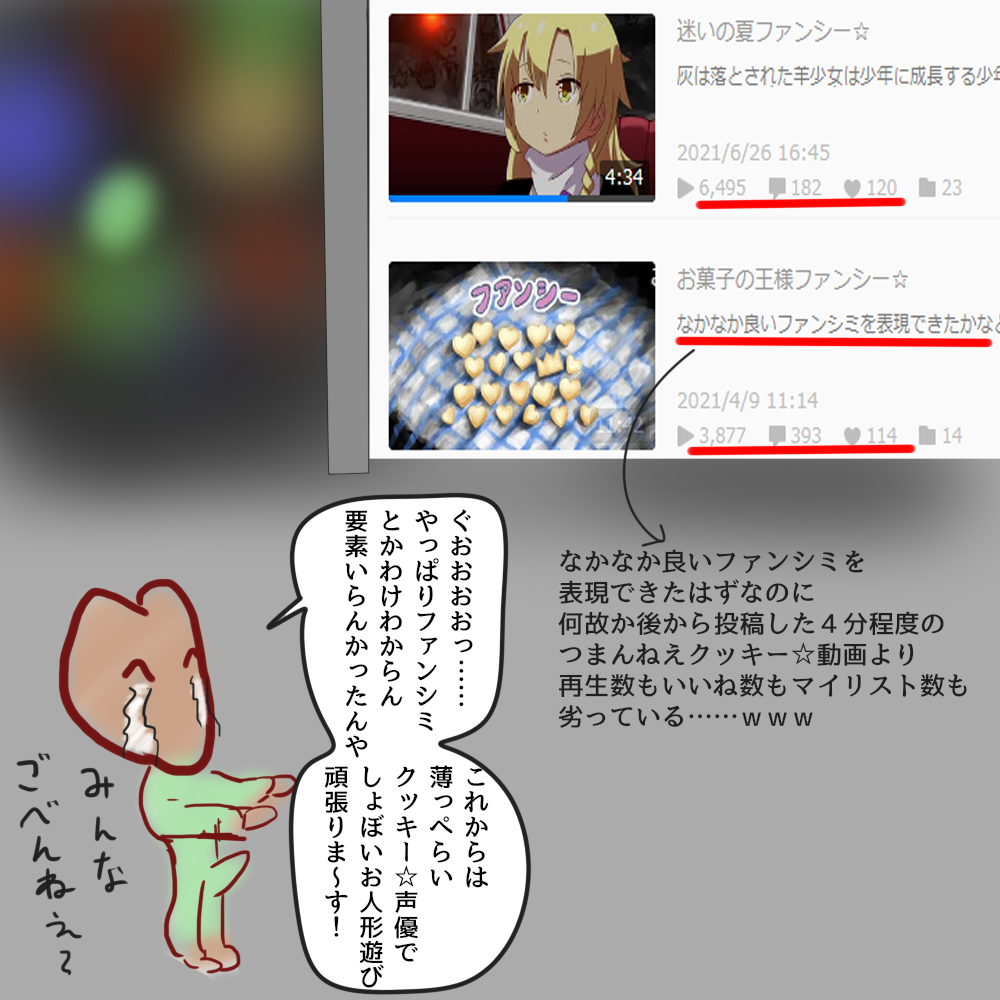 迷いの夏ファンシー☆
灰は落とされた羊少女は少年に成長する少年
4:34
2021/6/26 16:45
6,495 182 120 23
ファンシー
お菓子の王様ファンシー☆
なかなか良いファンシミを表現できたかなと
11:42
2021/4/9 11:14
3,877 393 114 14
なかなか良いファンシミを
表現できたはずなのに
何故か後から投稿した４分程度の
つまんねえクッキー☆動画より
再生数もいいね数もマイリスト数も
劣っている……ｗｗｗ
ぐおおおおっ……
やっぱりファンシミ
とかわけわからん
要素いらんかったんや
これからは
薄っぺらい
クッキー☆声優で
しょぼいお人形遊び
頑張りま～す！
みんな
ごべんねぇ～